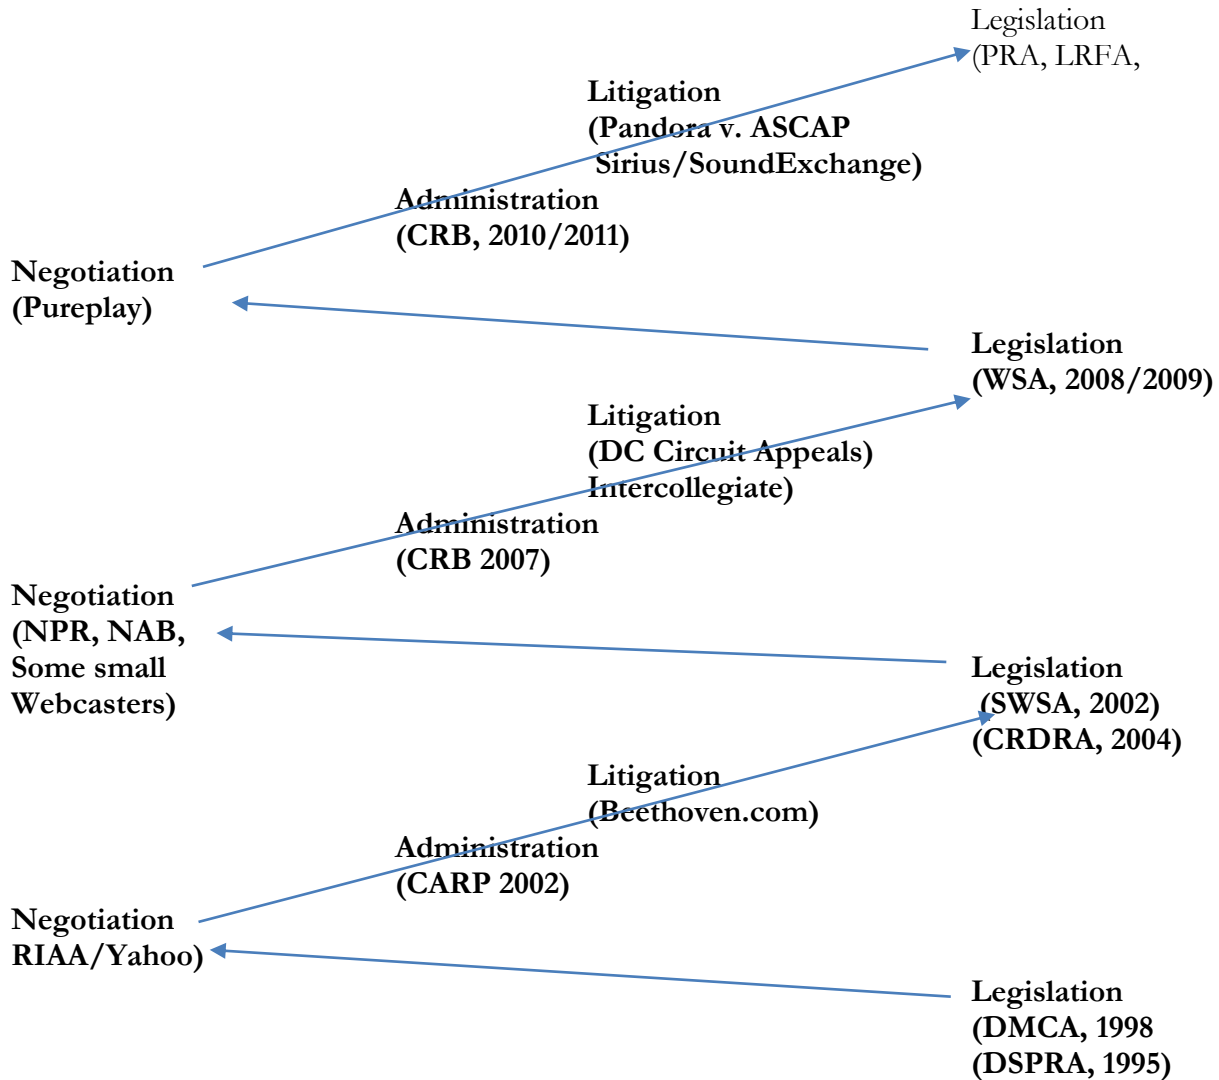 Legislation
(PRA, LRFA,
Litigation
(Pandora v. ASCAP
Sirius/SoundExchange)
Administration
(CRB, 2010/2011)
Negotiation
(Pureplay)
Legislation
(WSA, 2008/2009)
Litigation
(DC Circuit Appeals)
Intercollegiate)
Administration
(CRB 2007)
Negotiation
(NPR, NAB,
Some small
Webcasters)
Legislation
(SWSA, 2002)
(CRDRA, 2004)
Litigation
(Beethoven.com)
Administration
(CARP 2002)
Negotiation
RIAA/Yahoo)
Legislation
(DMCA, 1998
(DSPRA, 1995)